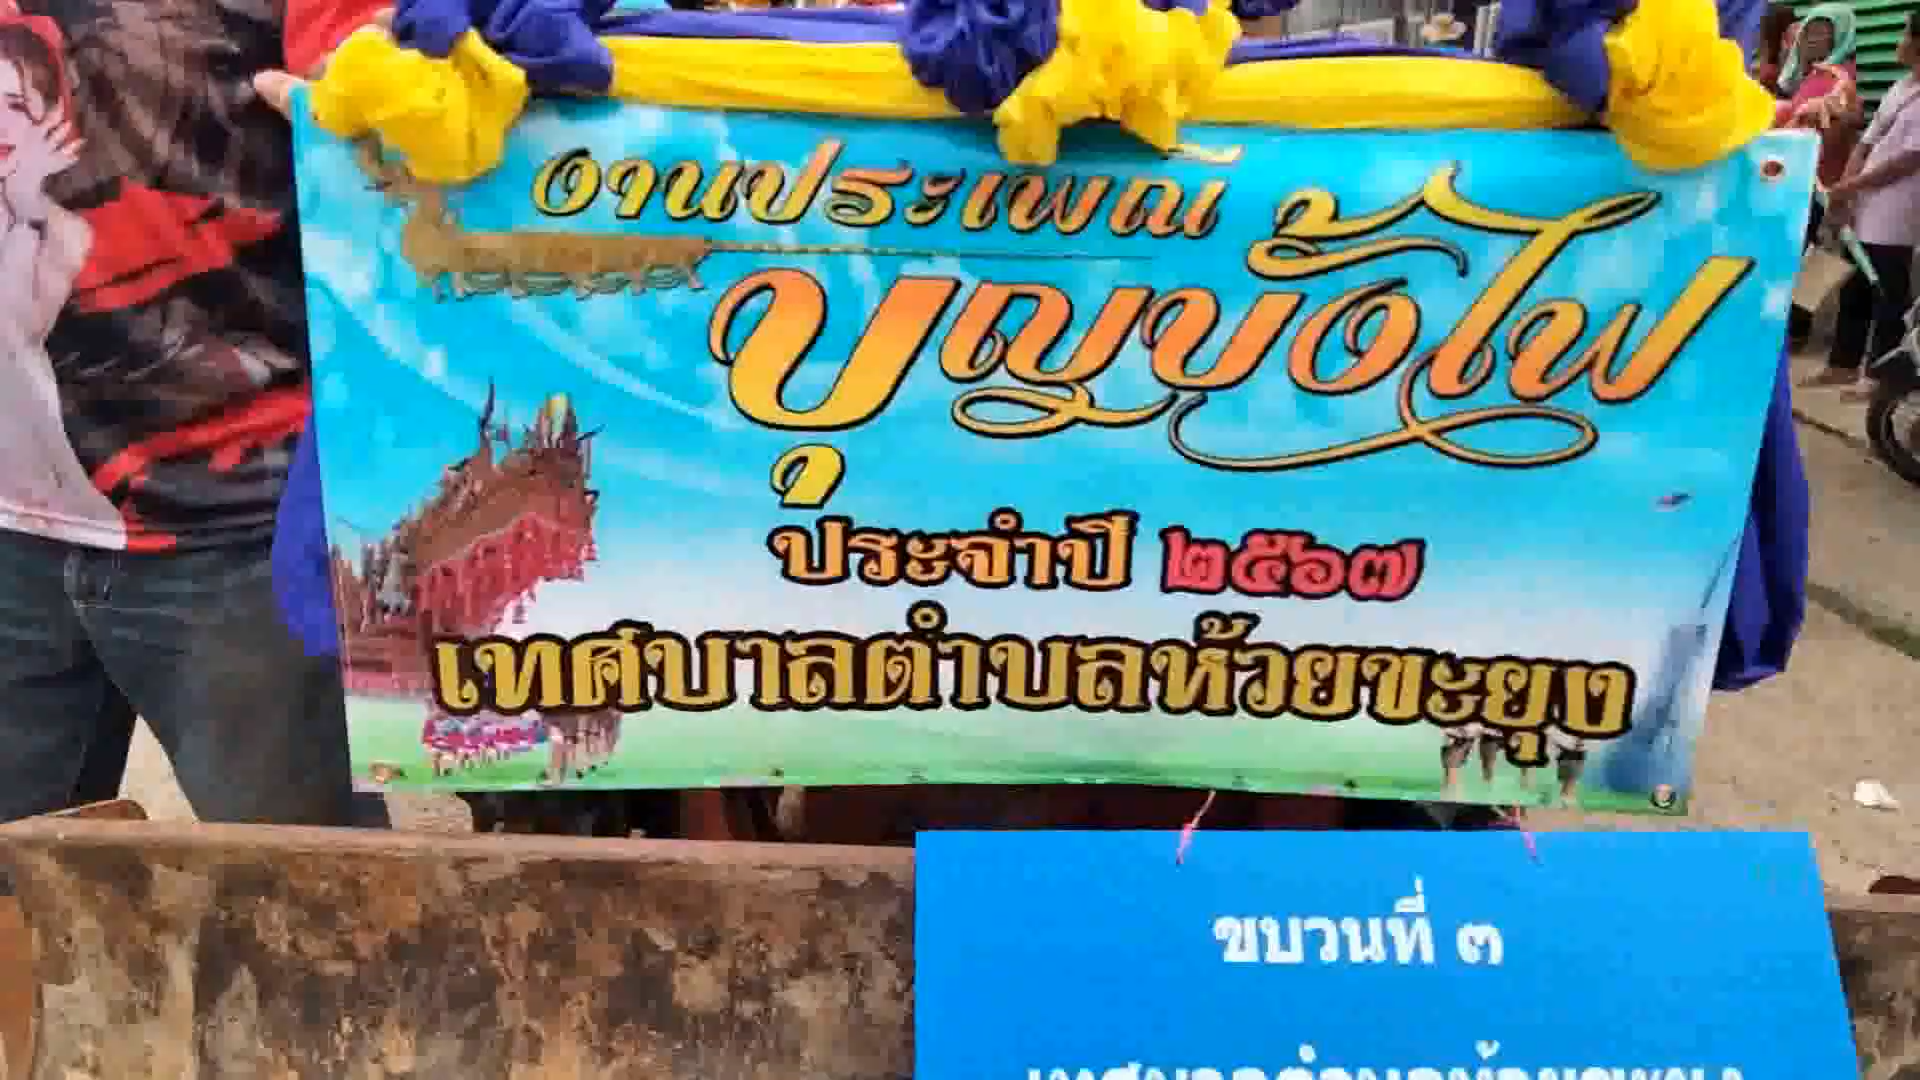 งานประเพณี
บุญบั้งไฟ
ประจำปี ๒๕๖๗
เทศบาลตำบลห้วยขะยุง
ขบวนที่ ๓